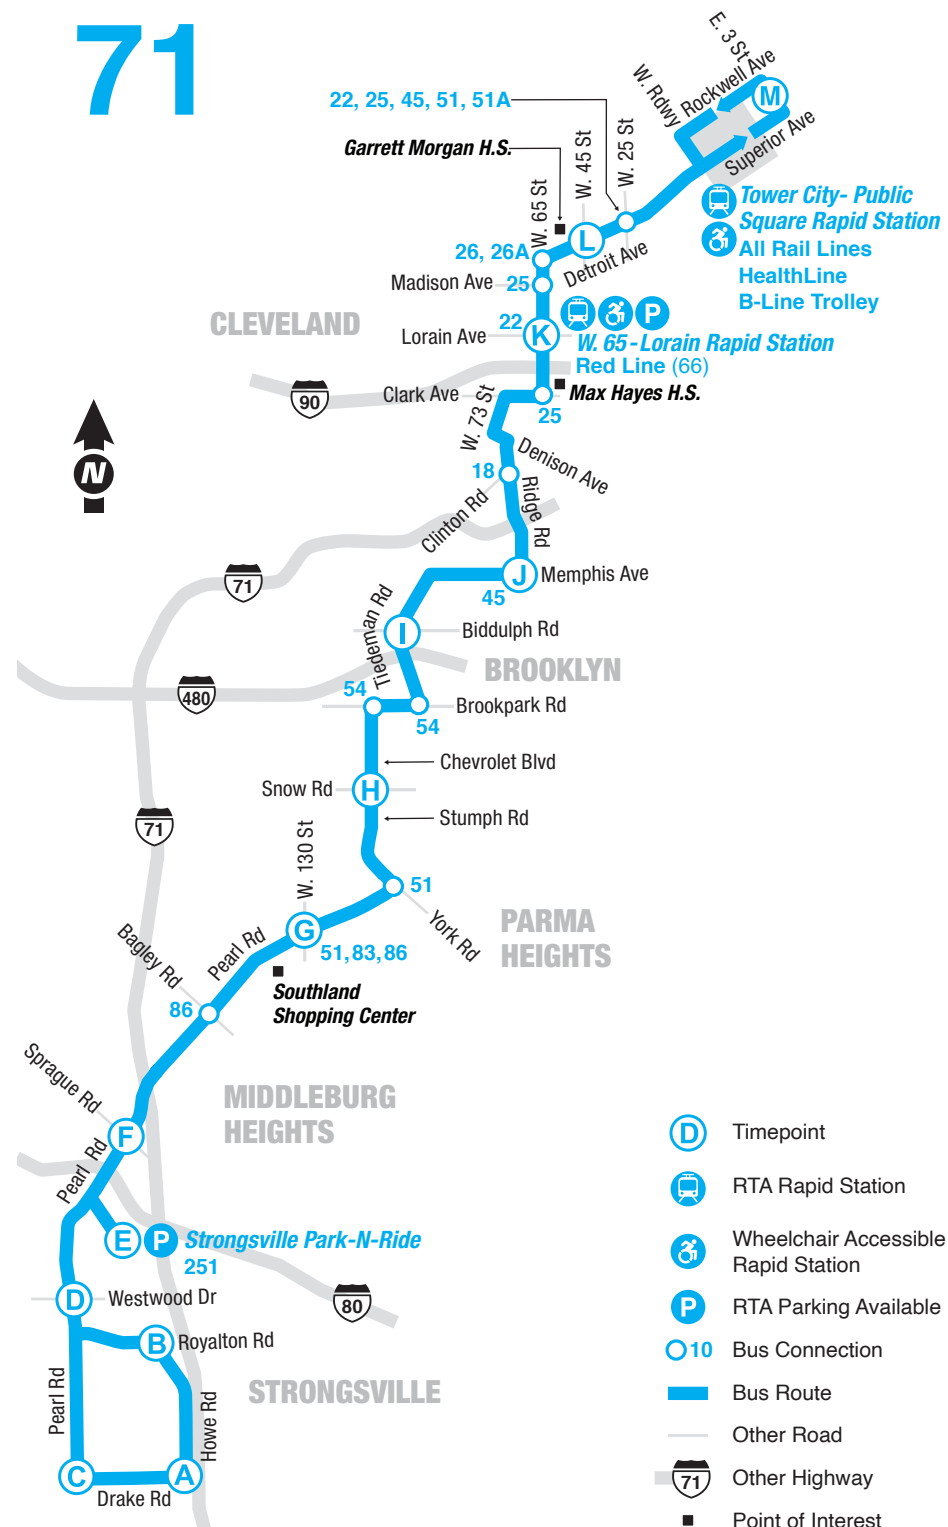 71
E. 3 St
Rockwell Ave
W. Rdwy
M
Superior Ave
22, 25, 45, 51, 51A
Garrett Morgan H.S.
W. 65 St
W. 45 St
W. 25 St
L
Detroit Ave
Tower City- Public
Square Rapid Station
All Rail Lines
HealthLine
B-Line Trolley
26, 26A
Madison Ave
25
CLEVELAND
22
Lorain Ave
K
P
W. 65-Lorain Rapid Station
Red Line (66)
90
Clark Ave
Max Hayes H.S.
25
W. 73 St
N
Denison Ave
18
Clinton Rd
Ridge Rd
71
J
Memphis Ave
45
Tiedeman Rd
I
Biddulph Rd
BROOKLYN
480
54
54
Brookpark Rd
Chevrolet Blvd
Snow Rd
H
Stumph Rd
71
W. 130 St
51
York Rd
PARMA
HEIGHTS
G
51,83,86
Pearl Rd
Bagley Rd
Southland
Shopping Center
86
Sprague Rd
MIDDLEBURG
HEIGHTS
F
Pearl Rd
E
P
Strongsville Park-N-Ride
251
80
D
Westwood Dr
B
Royalton Rd
Pearl Rd
STRONGSVILLE
Howe Rd
C
A
Drake Rd
D
Timepoint
RTA Rapid Station
Wheelchair Accessible
Rapid Station
P
RTA Parking Available
10
Bus Connection
Bus Route
Other Road
71
Other Highway
Point of Interest